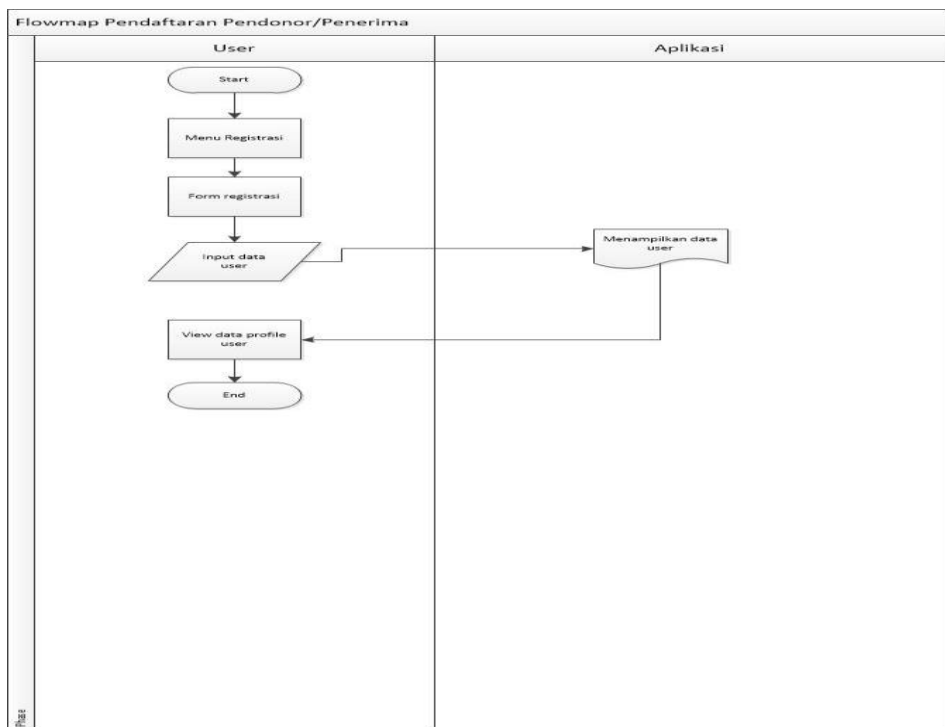 Flowmap Pendaftaran Pendonor/Penerima
User
Aplikasi
Start
Menu Registrasi
Form registrasi
Input data
user
Menampilkan data
user
View data profile
user
End
Phase